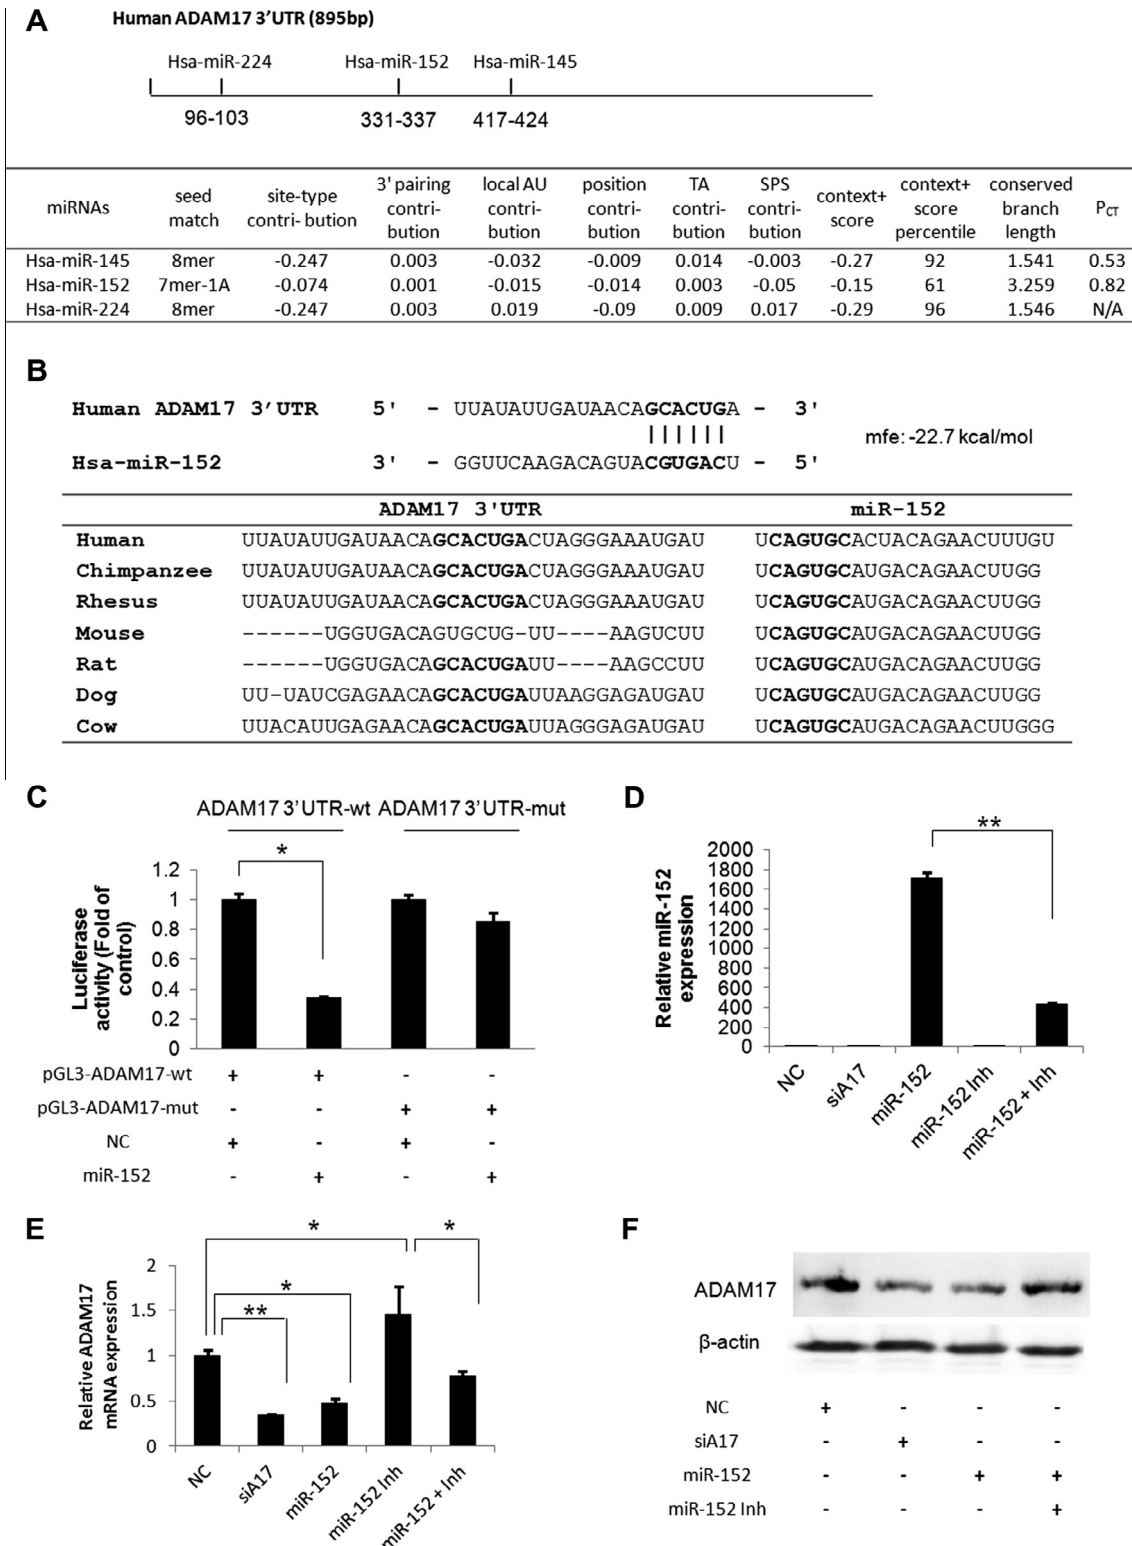 A
Human ADAM17 3’UTR (895bp)
Hsa-miR-224 Hsa-miR-152 Hsa-miR-145
96-103 331-337 417-424
miRNAs seed match site-type contri- bution 3' pairing contri- bution local AU contri- bution position contri- bution TA contri- bution SPS contri- bution context+ score context+ score percentile conserved branch length PCT
Hsa-miR-145 8mer -0.247 0.003 -0.032 -0.009 0.014 -0.003 -0.27 92 1.541 0.53
Hsa-miR-152 7mer-1A -0.074 0.001 -0.015 -0.014 0.003 -0.05 -0.15 61 3.259 0.82
Hsa-miR-224 8mer -0.247 0.003 0.019 -0.09 0.009 0.017 -0.29 96 1.546 N/A
B
Human ADAM17 3’UTR 5' - UUAUAUUGAUAACAGCACUGA - 3'
mfe: -22.7 kcal/mol
Hsa-miR-152 3' - GGUUCAAGACAGUACGUGACU - 5'
ADAM17 3'UTR miR-152
Human UUAUAUUGAUAACAGCACUGACUAGGGAAAUGAU UCAGUGCACUACAGAACUUUGU
Chimpanzee UUAUAUUGAUAACAGCACUGACUAGGGAAAUGAU UCAGUGCAUGACAGAACUUGG
Rhesus UUAUAUUGAUAACAGCACUGACUAGGGAAAUGAU UCAGUGCAUGACAGAACUUGG
Mouse ------UGGUGACAGUGCUG-UU----AAGUCUU UCAGUGCAUGACAGAACUUGG
Rat ------UGGUGACAGCACUGAUU----AAGCCUU UCAGUGCAUGACAGAACUUGG
Dog UU-UAUCGAGAACAGCACUGAUUAAGGAGAUGAU UCAGUGCAUGACAGAACUUGG
Cow UUACAUUGAGAACAGCACUGAUUAGGGAGAUGAU UCAGUGCAUGACAGAACUUGGG
C
ADAM17 3’UTR-wt ADAM17 3’UTR-mut
*
Luciferase activity (Fold of control)
1.2
1
0.8
0.6
0.4
0.2
0
pGL3-ADAM17-wt + + - -
pGL3-ADAM17-mut - - + +
NC + - + -
miR-152 - + - +
D
**
Relative miR-152 expression
2000
1800
1600
1400
1200
1000
800
600
400
200
0
NC siA17 miR-152 miR-152 Inh miR-152 + Inh
E
* *
*
**
Relative ADAM17 mRNA expression
2
1.5
1
0.5
0
NC siA17 miR-152 miR-152 Inh miR-152 + Inh
F
ADAM17
β-actin
NC + - - -
siA17 - + - -
miR-152 - - + +
miR-152 Inh - - - +